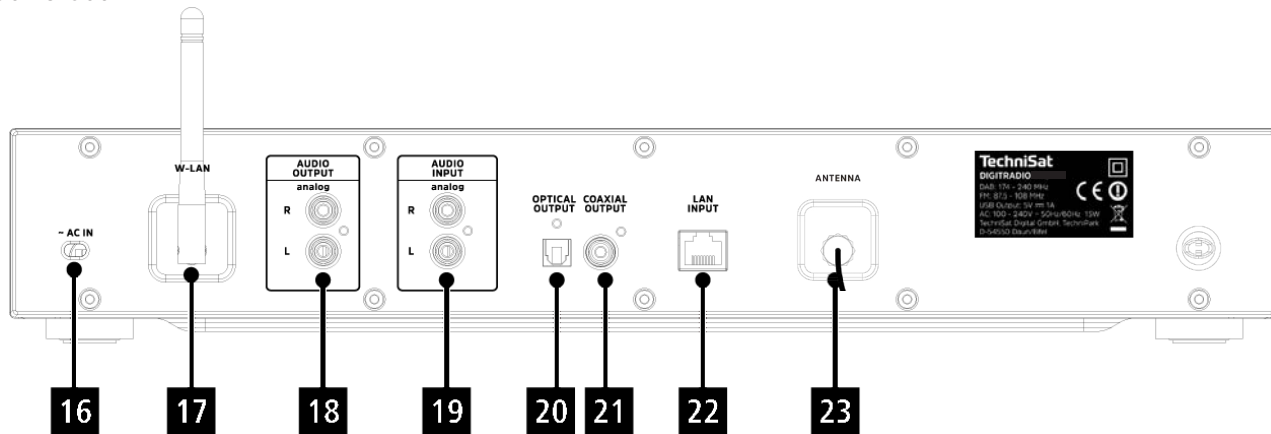 W-LAN
~ AC IN
AUDIO
OUTPUT
analog
R
L
AUDIO
INPUT
analog
R
L
OPTICAL
OUTPUT
COAXIAL
OUTPUT
LAN
INPUT
ANTENNA
TechniSat
DIGITRADIO
DAB: 174 - 240 MHz
FM: 87,5 - 108 MHz
USB Output: 5V 1A
AC: 100 - 240V ~ 50Hz/60Hz 15W
TechniSat Digital GmbH, TechniPark
D-54550 Daun/Eifel
CE
16
17
18
19
20
21
22
23